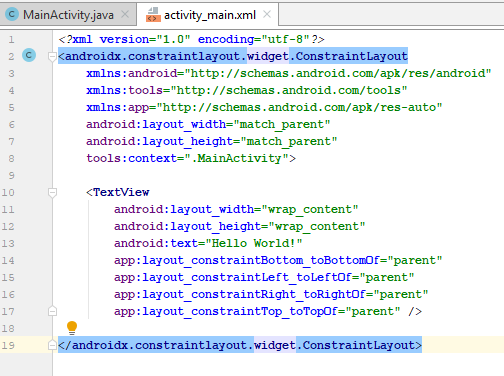 MainActivity.java
activity_main.xml
1 <?xml version="1.0" encoding="utf-8"?>
2 <androidx.constraintlayout.widget.ConstraintLayout
3 xmlns:android="http://schemas.android.com/apk/res/android"
4 xmlns:tools="http://schemas.android.com/tools"
5 xmlns:app="http://schemas.android.com/apk/res-auto"
6 android:layout_width="match_parent"
7 android:layout_height="match_parent"
8 tools:context=".MainActivity">
9
10 <TextView
11 android:layout_width="wrap_content"
12 android:layout_height="wrap_content"
13 android:text="Hello World!"
14 app:layout_constraintBottom_toBottomOf="parent"
15 app:layout_constraintLeft_toLeftOf="parent"
16 app:layout_constraintRight_toRightOf="parent"
17 app:layout_constraintTop_toTopOf="parent" />
18
19 </androidx.constraintlayout.widget.ConstraintLayout>